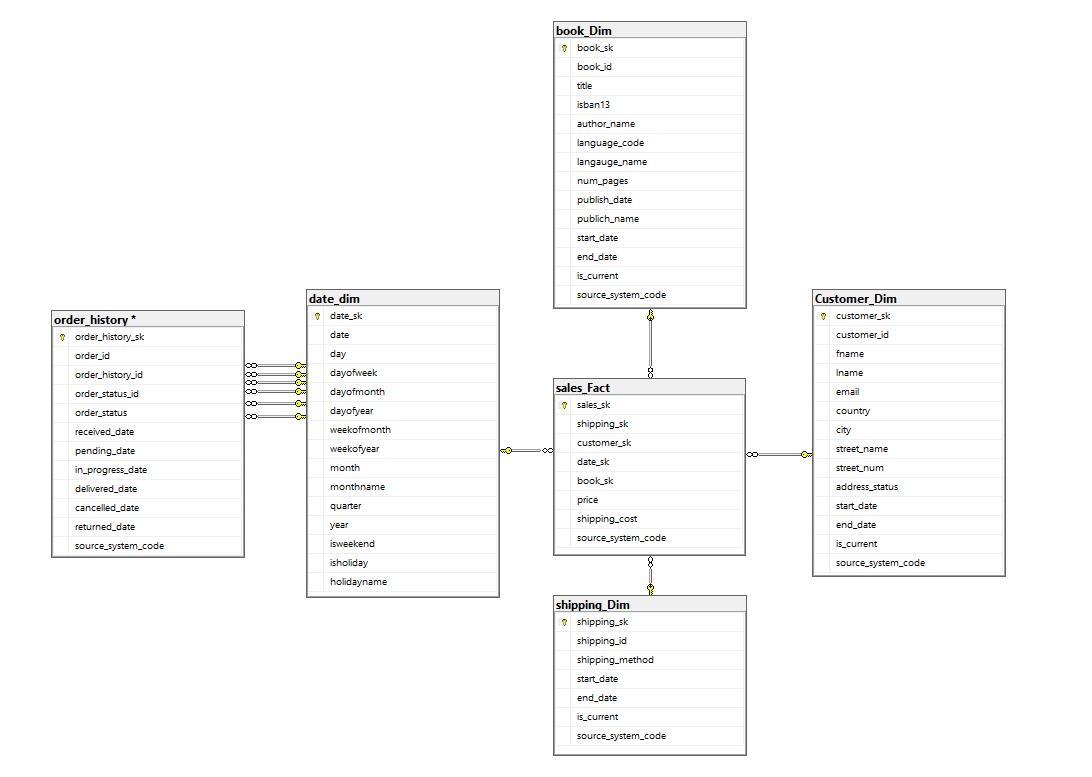 book_Dim
book_sk
book_id
title
isban13
author_name
language_code
langauge_name
num_pages
publish_date
publich_name
start_date
end_date
is_current
source_system_code
order_history *
order_history_sk
order_id
order_history_id
order_status_id
order_status
received_date
pending_date
in_progress_date
delivered_date
cancelled_date
returned_date
source_system_code
date_dim
date_sk
date
day
dayofweek
dayofmonth
dayofyear
weekofmonth
weekofyear
month
monthname
quarter
year
isweekend
isholiday
holidayname
sales_Fact
sales_sk
shipping_sk
customer_sk
date_sk
book_sk
price
shipping_cost
source_system_code
Customer_Dim
customer_sk
customer_id
fname
lname
email
country
city
street_name
street_num
address_status
start_date
end_date
is_current
source_system_code
shipping_Dim
shipping_sk
shipping_id
shipping_method
start_date
end_date
is_current
source_system_code